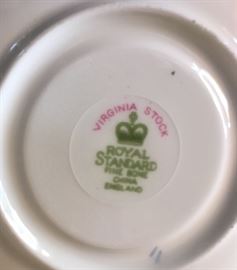 VIRGINIA STOCK
ROYAL
STANDARD
FINE BONE
CHINA
ENGLAND